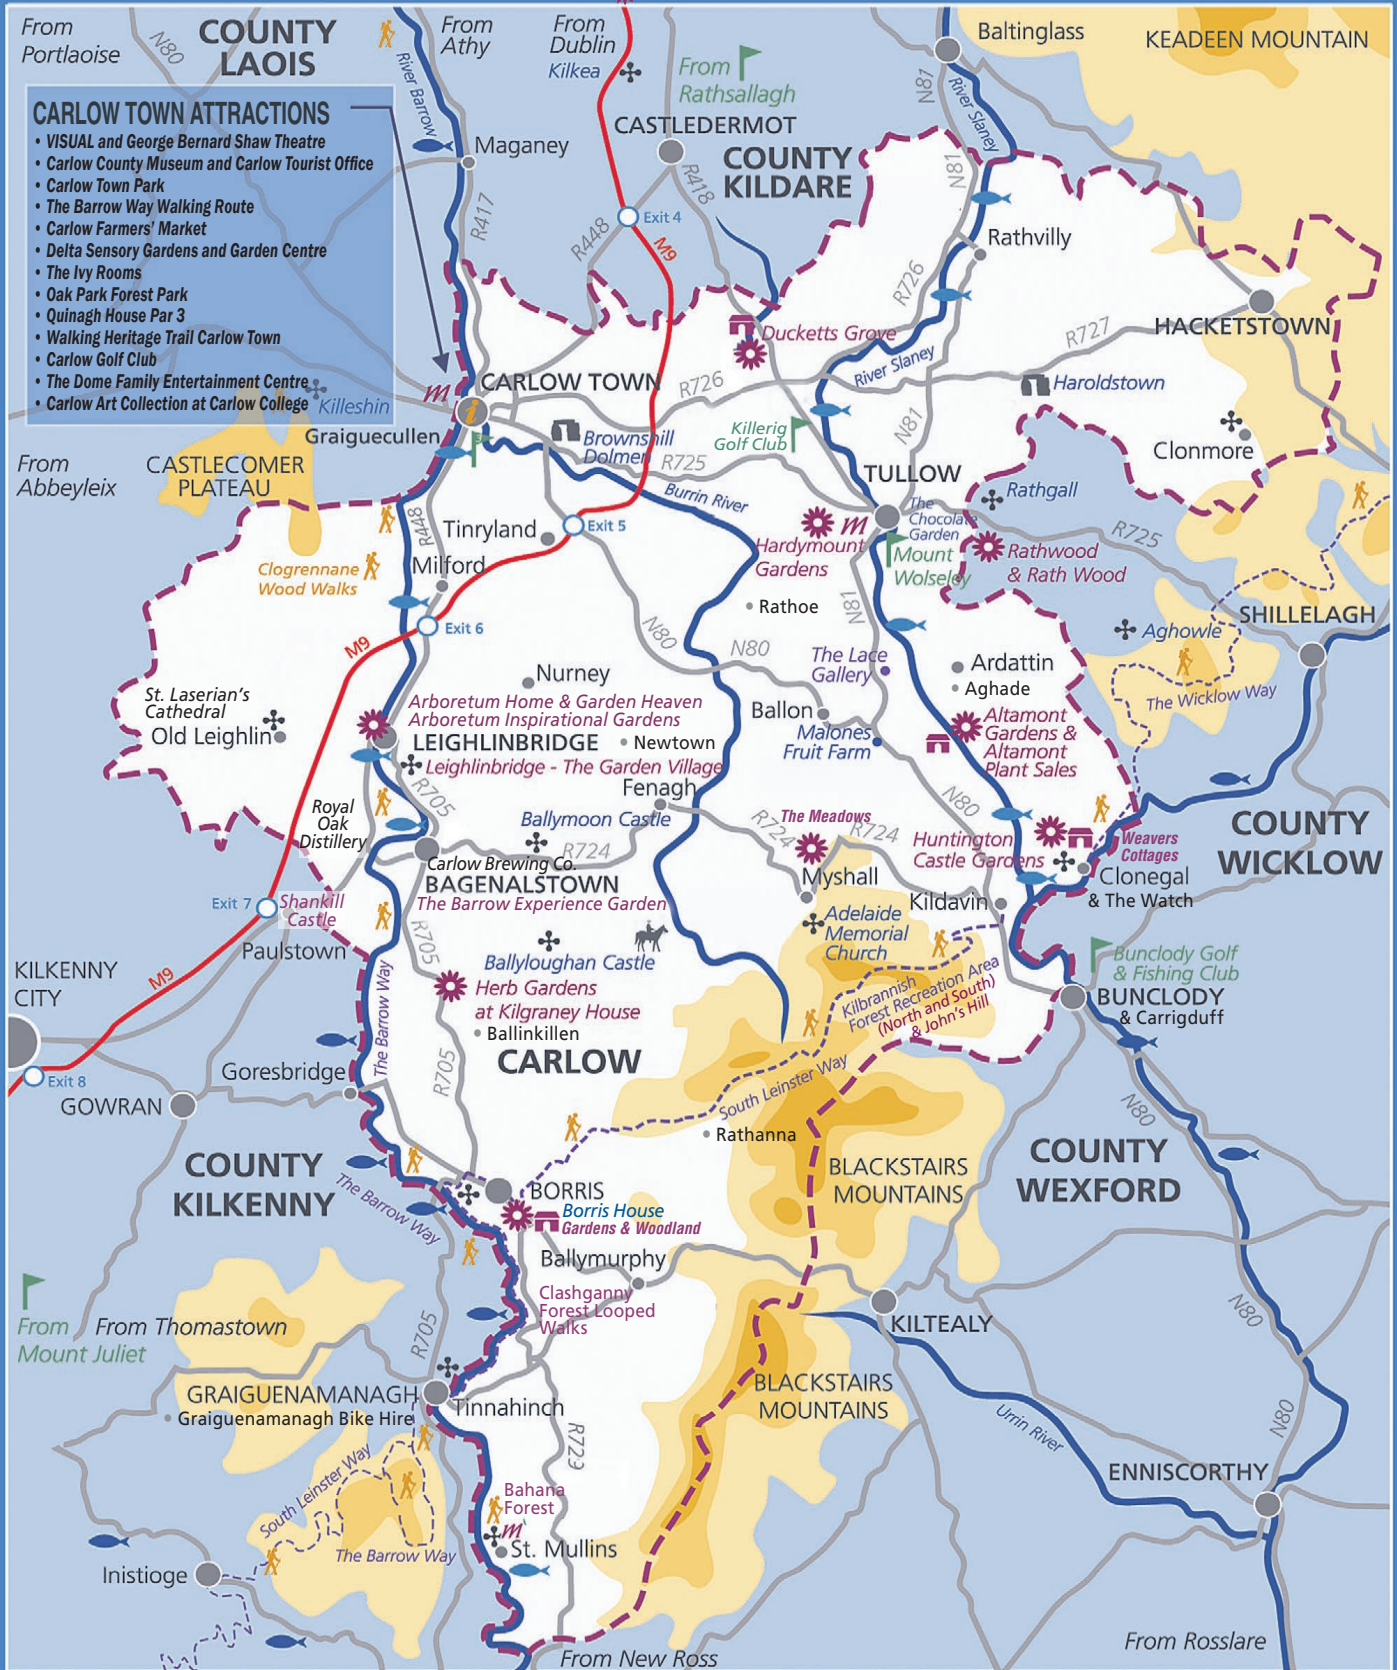 From
Portlaoise
N80
COUNTY
LAOIS
From
Athy
From
Dublin
Kilkea
From
Rathsallagh
Baltinglass
KEADEEN MOUNTAIN
N81
River Slaney
River Barrow
CARLOW TOWN ATTRACTIONS
• VISUAL and George Bernard Shaw Theatre
• Carlow County Museum and Carlow Tourist Office
• Carlow Town Park
• The Barrow Way Walking Route
• Carlow Farmers' Market
• Delta Sensory Gardens and Garden Centre
• The Ivy Rooms
• Oak Park Forest Park
• Quinagh House Par 3
• Walking Heritage Trail Carlow Town
• Carlow Golf Club
• The Dome Family Entertainment Centre
• Carlow Art Collection at Carlow College
Killeshin
Maganey
CASTLEDERMOT
COUNTY
KILDARE
R418
R417
R448
Exit 4
M9
N81
Rathvilly
R726
Ducketts Grove
River Slaney
R727
HACKETSTOWN
m
CARLOW TOWN
i
R726
Haroldstown
Graiguecullen
Brownshill
Dolmen
Killerig
Golf Club
N81
Clonmore
R725
From
Abbeyleix
CASTLECOMER
PLATEAU
TULLOW
Rathgall
Burrin River
The
Chocolate
Garden
R448
Tinryland
Exit 5
m
R725
Hardymount
Gardens
Mount
Wolseley
Rathwood
& Rath Wood
Clogrennane
Wood Walks
Milford
Rathoe
N81
SHILLELAGH
Exit 6
M9
N80
N80
Aghowle
The Lace
Gallery
Ardattin
Aghade
The Wicklow Way
Nurney
St. Laserian's
Cathedral
Old Leighlin
Arboretum Home & Garden Heaven
Arboretum Inspirational Gardens
LEIGHLINBRIDGE
Newtown
Leighlinbridge - The Garden Village
Ballon
Malones
Fruit Farm
Altamont
Gardens &
Altamont
Plant Sales
R705
Fenagh
Royal
Oak
Distillery
Ballymoon Castle
R724
N80
The Meadows
R724
R724
Huntington
Castle Gardens
Weavers
Cottages
COUNTY
WICKLOW
Carlow Brewing Co.
BAGENALSTOWN
The Barrow Experience Garden
Myshall
Clonegal
& The Watch
Kildavin
Exit 7
Shankill
Castle
Paulstown
R705
Adelaide
Memorial
Church
Bunclody Golf
& Fishing Club
KILKENNY
CITY
M9
Ballyloughan Castle
Herb Gardens
at Kilgraney House
Ballinkillen
The Barrow Way
Kilbrannish
Forest Recreation Area
(North and South)
& John's Hill
BUNCLODY
& Carrigduff
CARLOW
Exit 8
Goresbridge
GOWRAN
R705
South Leinster Way
N80
Rathanna
COUNTY
KILKENNY
The Barrow Way
BLACKSTAIRS
MOUNTAINS
COUNTY
WEXFORD
BORRIS
Borris House
Gardens & Woodland
Ballymurphy
Clashganny
Forest Looped
Walks
From
Mount Juliet
From Thomastown
R705
KILTEALY
N80
GRAIGUENAMANAGH
Graiguenamanagh Bike Hire
Tinnahinch
BLACKSTAIRS
MOUNTAINS
Urrin River
N80
R729
South Leinster Way
ENNISCORTHY
Bahana
Forest
m
St. Mullins
The Barrow Way
Inistioge
From New Ross
From Rosslare